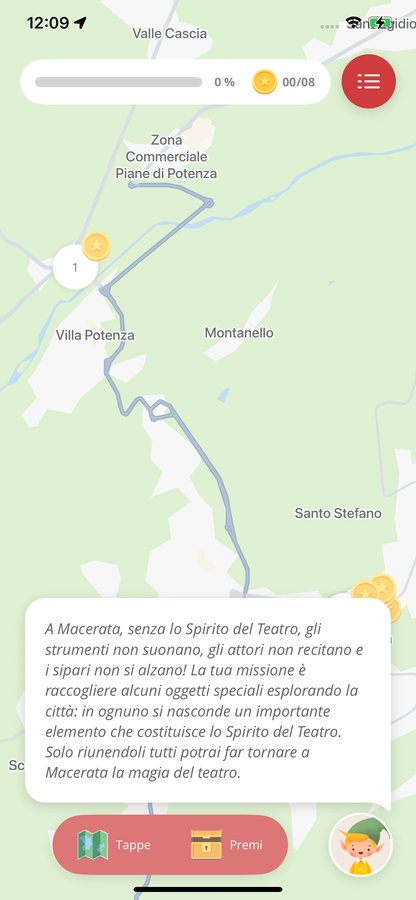 12:09
Sant'Egidio
Valle Cascia
0 %
00/08
Zona
Commerciale
Piane di Potenza
1
Villa Potenza
Montanello
Santo Stefano
A Macerata, senza lo Spirito del Teatro, gli
strumenti non suonano, gli attori non recitano e
i sipari non si alzano! La tua missione è
raccogliere alcuni oggetti speciali esplorando la
città: in ognuno si nasconde un importante
elemento che costituisce lo Spirito del Teatro.
Solo riunendoli tutti potrai far tornare a
Macerata la magia del teatro.
Sc
Tappe
Premi